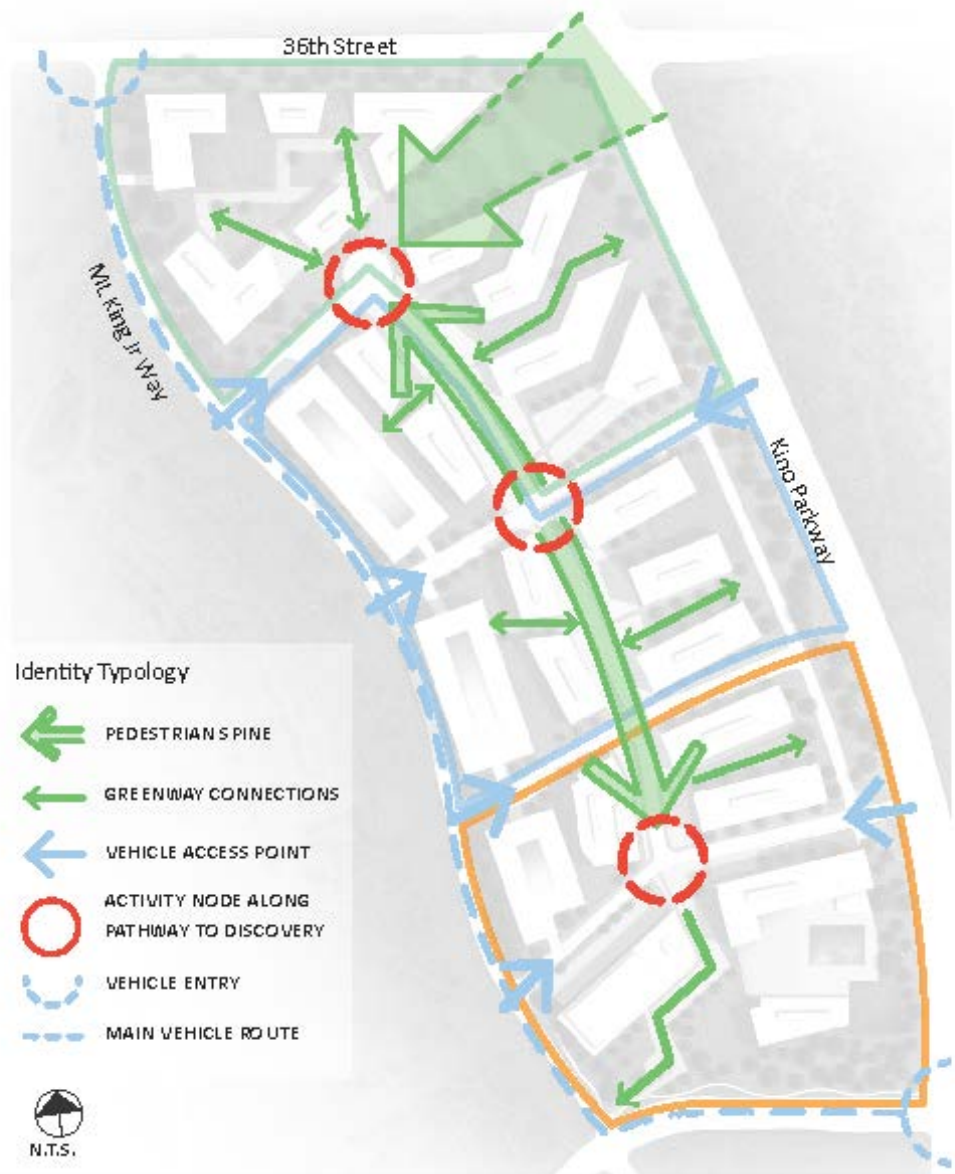 36th Street
ML King Jr Way
Kino Parkway
Identity Typology
PEDESTRIAN SPINE
GREENWAY CONNECTIONS
VEHICLE ACCESS POINT
ACTIVITY NODE ALONG
PATHWAY TO DISCOVERY
VEHICLE ENTRY
MAIN VEHICLE ROUTE
N.T.S.